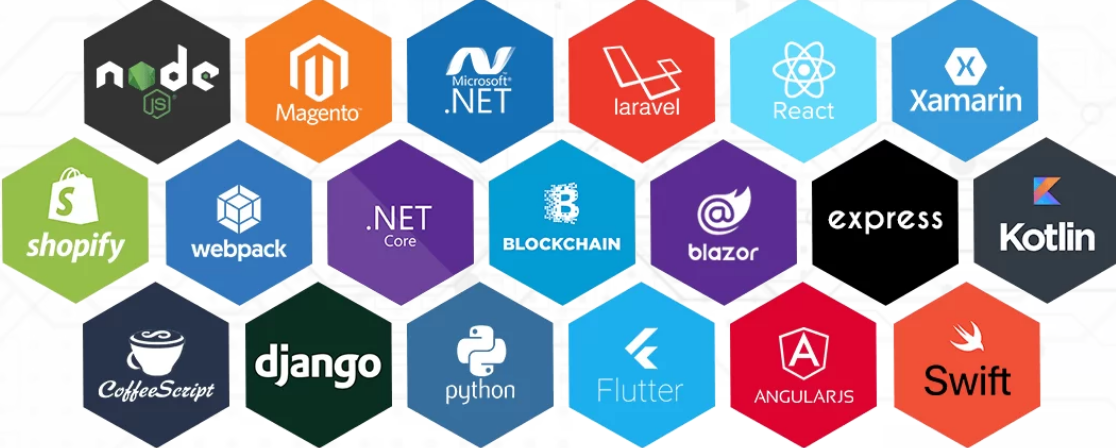 node
JS
Magento
Microsoft®
.NET
laravel
React
X
Xamarin
S
shopify
webpack
.NET
Core
B
BLOCKCHAIN
@
blazor
express
Kotlin
CoffeeScript
django
python
Flutter
A
ANGULARJS
Swift